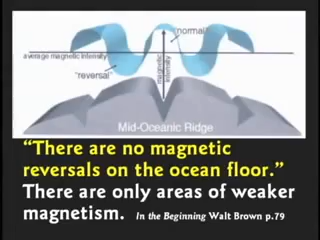 "normal"
average magnetic intensity
"reversal"
magnetic intensity
Mid-Oceanic Ridge
"There are no magnetic
reversals on the ocean floor."
There are only areas of weaker
magnetism. In the Beginning Walt Brown p.79